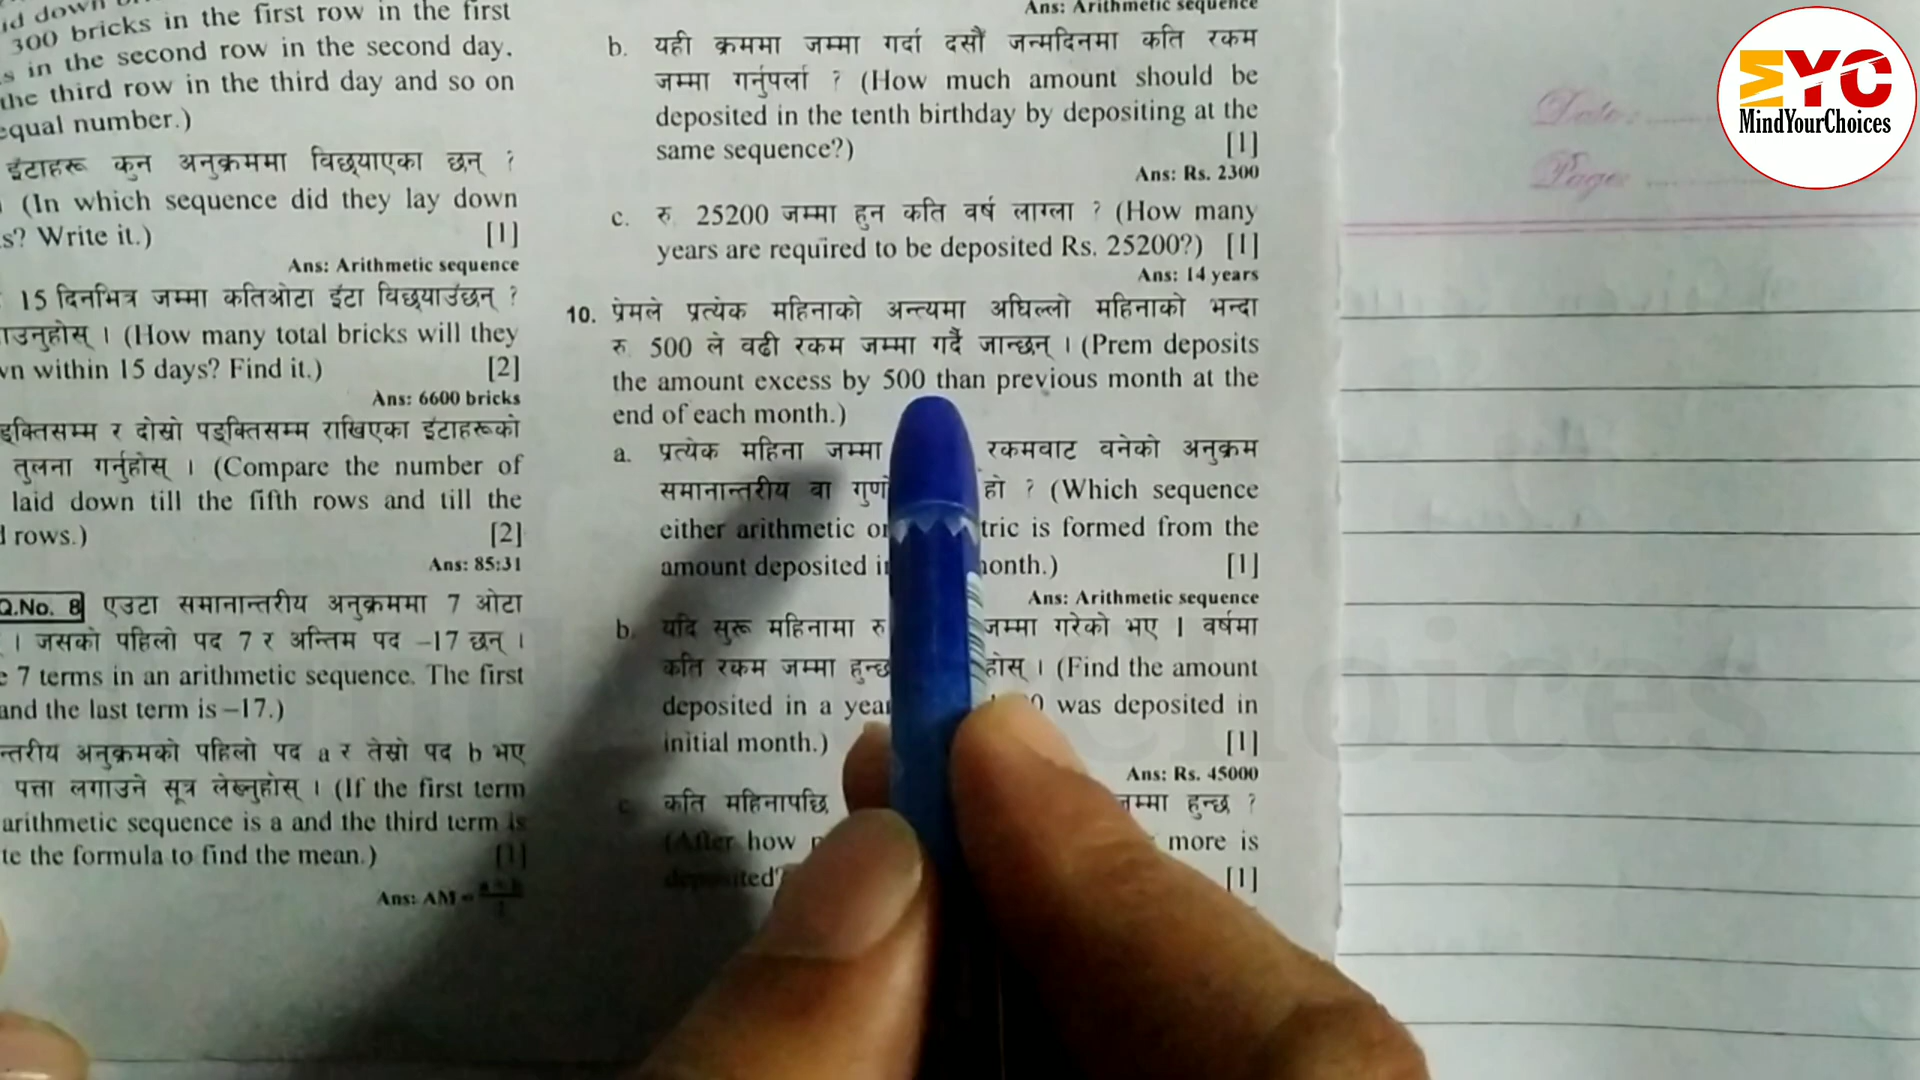 id down
300 bricks in the first row in the first
s in the second row in the second day,
the third row in the third day and so on
equal number.)
इँटाहरू कुन अनुक्रममा विछ्याएका छन् ?
(In which sequence did they lay down
s? Write it.) [1]
Ans: Arithmetic sequence
15 दिनभित्र जम्मा कतिओटा इँटा विछ्याउँछन् ?
उनुहोस् । (How many total bricks will they
wn within 15 days? Find it.) [2]
Ans: 6600 bricks
ङ्क्तिसम्म र दोस्रो पङ्क्तिसम्म राखिएका इँटाहरूको
तुलना गर्नुहोस् । (Compare the number of
laid down till the fifth rows and till the
d rows.) [2]
Ans: 85:31
Q.No. 8 एउटा समानान्तरीय अनुक्रममा 7 ओटा
। जसको पहिलो पद 7 र अन्तिम पद –17 छन् ।
e 7 terms in an arithmetic sequence. The first
and the last term is –17.)
न्तरीय अनुक्रमको पहिलो पद a र तेस्रो पद b भए
पत्ता लगाउने सूत्र लेख्नुहोस् । (If the first term
arithmetic sequence is a and the third term is
te the formula to find the mean.) [1]
Ans: AM =
Ans: Arithmetic sequence
b. यही क्रममा जम्मा गर्दा दसौं जन्मदिनमा कति रकम
जम्मा गर्नुपर्ला ? (How much amount should be
deposited in the tenth birthday by depositing at the
same sequence?) [1]
Ans: Rs. 2300
c. रु 25200 जम्मा हुन कति वर्ष लाग्ला ? (How many
years are required to be deposited Rs. 25200?) [1]
Ans: 14 years
10. प्रेमले प्रत्येक महिनाको अन्त्यमा अघिल्लो महिनाको भन्दा
रु 500 ले वढी रकम जम्मा गर्दै जान्छन् । (Prem deposits
the amount excess by 500 than previous month at the
end of each month.)
a. प्रत्येक महिना जम्मा रकमवाट वनेको अनुक्रम
समानान्तरीय वा हो ? (Which sequence
either arithmetic or tric is formed from the
amount deposited i month.) [1]
Ans: Arithmetic sequence
b. यदि सुरू महिनामा रु जम्मा गरेको भए 1 वर्षमा
कति रकम जम्मा हुन्छ होस् । (Find the amount
deposited in a year 0 was deposited in
initial month.) [1]
Ans: Rs. 45000
c. कति महिनापछि जम्मा हुन्छ ?
(After how more is
deposited? [1]
Date:
Page:
MYC
MindYourChoices